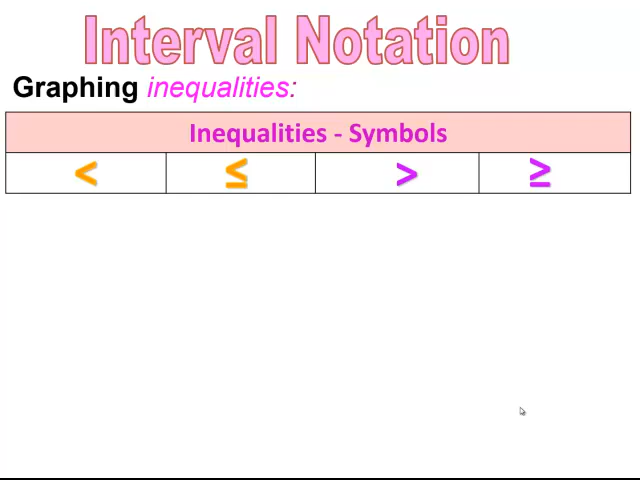 Interval Notation
Graphing inequalities:
Inequalities - Symbols
< ≤ > ≥